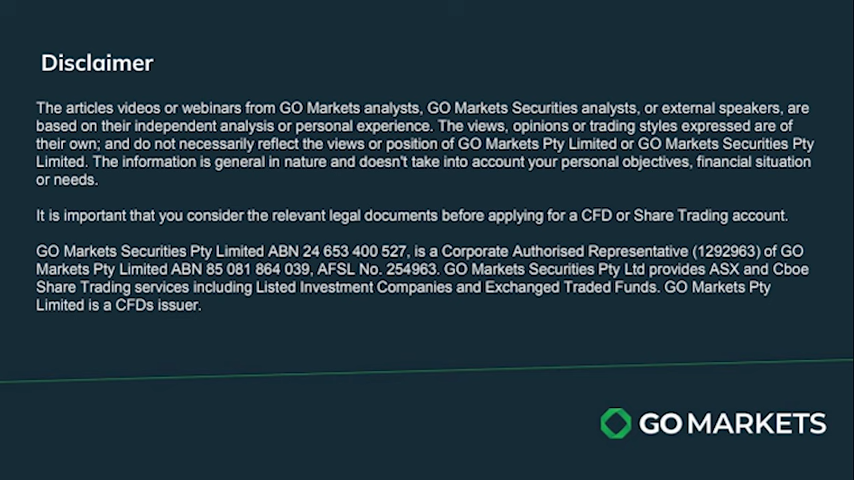 Disclaimer
The articles videos or webinars from GO Markets analysts, GO Markets Securities analysts, or external speakers, are
based on their independent analysis or personal experience. The views, opinions or trading styles expressed are of
their own; and do not necessarily reflect the views or position of GO Markets Pty Limited or GO Markets Securities Pty
Limited. The information is general in nature and doesn't take into account your personal objectives, financial situation
or needs.
It is important that you consider the relevant legal documents before applying for a CFD or Share Trading account.
GO Markets Securities Pty Limited ABN 24 653 400 527, is a Corporate Authorised Representative (1292963) of GO
Markets Pty Limited ABN 85 081 864 039, AFSL No. 254963. GO Markets Securities Pty Ltd provides ASX and Cboe
Share Trading services including Listed Investment Companies and Exchanged Traded Funds. GO Markets Pty
Limited is a CFDs issuer.
GO MARKETS